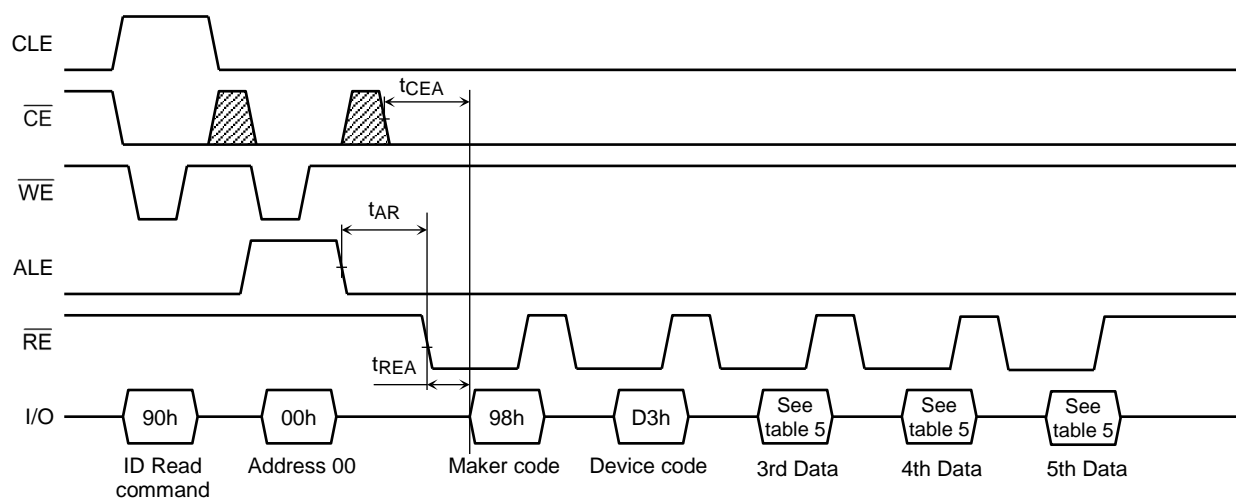 CLE
tCEA
CE
WE
tAR
ALE
RE
tREA
I/O
90h
00h
98h
D3h
See
table 5
See
table 5
See
table 5
ID Read
command
Address 00
Maker code
Device code
3rd Data
4th Data
5th Data